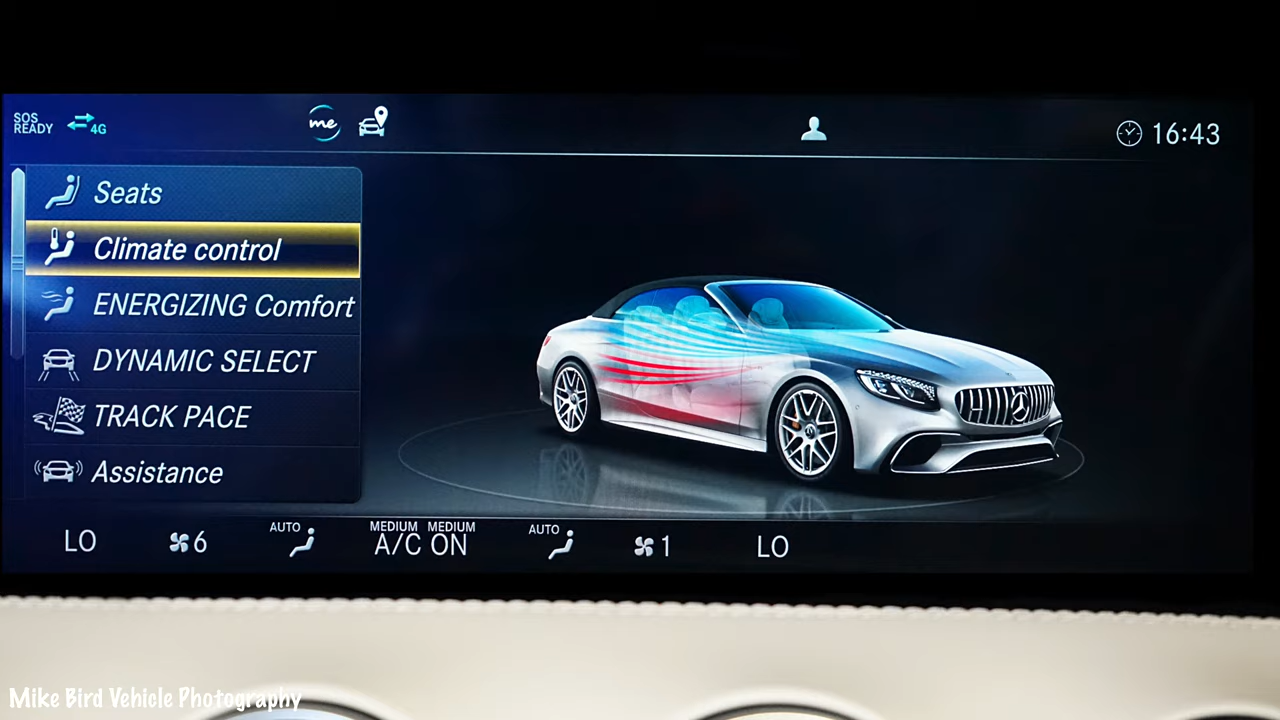 SOS
READY
4G
me
16:43
Seats
Climate control
ENERGIZING Comfort
DYNAMIC SELECT
TRACK PACE
Assistance
LO
6
AUTO
MEDIUM MEDIUM
A/C ON
AUTO
1
LO
Mike Bird Vehicle Photography